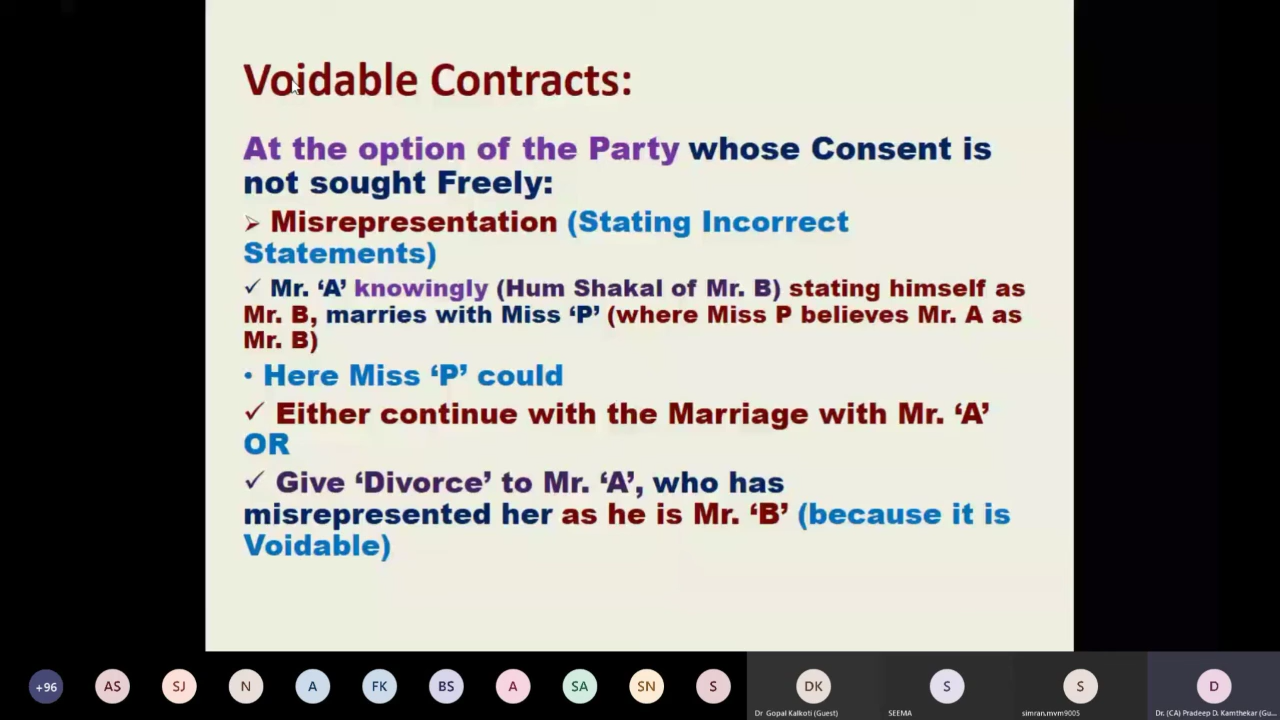 Voidable Contracts:
At the option of the Party whose Consent is
not sought Freely:
➢ Misrepresentation (Stating Incorrect
Statements)
✓ Mr. ‘A’ knowingly (Hum Shakal of Mr. B) stating himself as
Mr. B, marries with Miss ‘P’ (where Miss P believes Mr. A as
Mr. B)
• Here Miss ‘P’ could
✓ Either continue with the Marriage with Mr. ‘A’
OR
✓ Give ‘Divorce’ to Mr. ‘A’, who has
misrepresented her as he is Mr. ‘B’ (because it is
Voidable)
+96 AS SJ N A FK BS A SA SN S DK S S D
Dr Gopal Kalkoti (Guest) SEEMA simran.mvm9005 Dr. (CA) Pradeep D. Kamthekar (Gu...